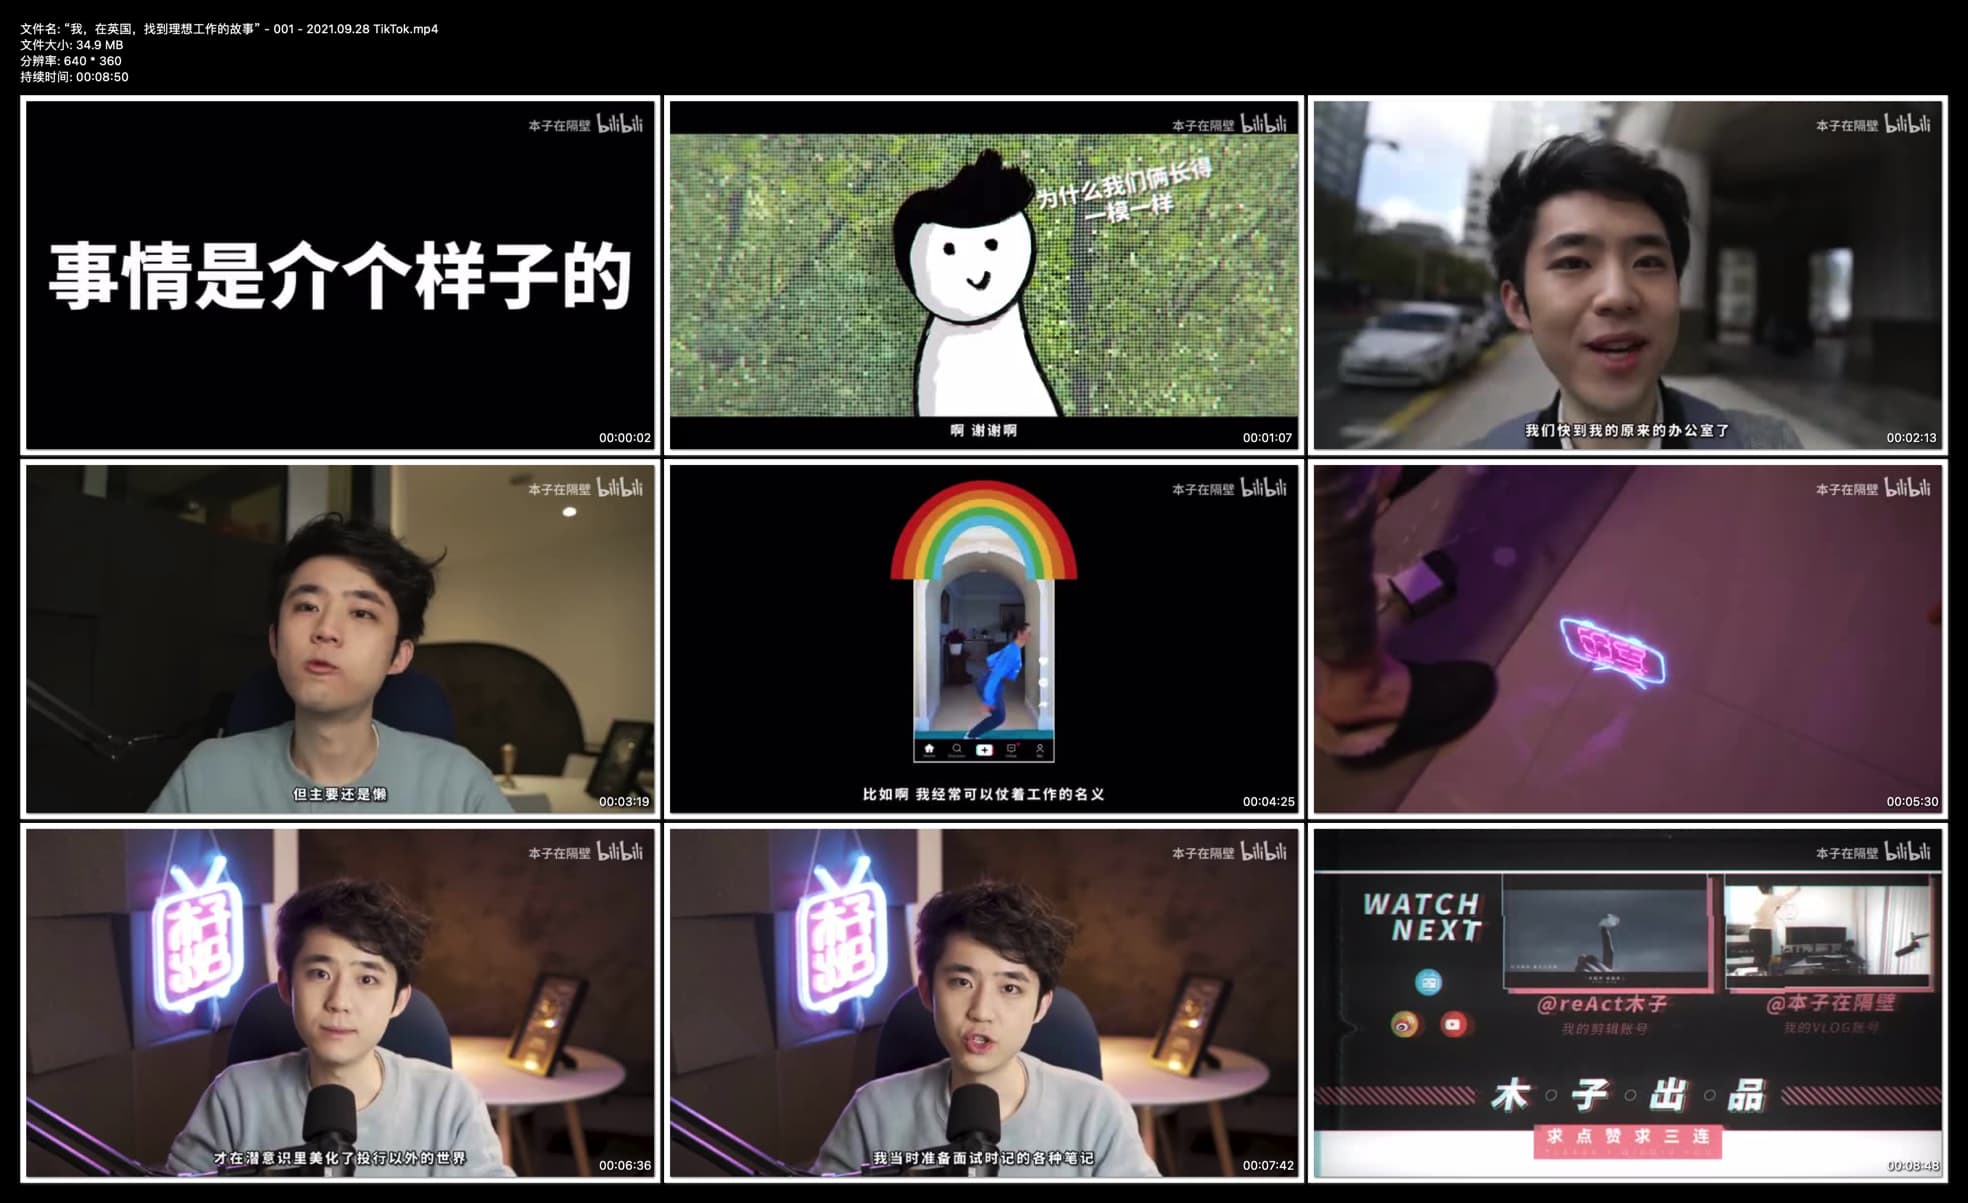 文件名: “我，在英国，找到理想工作的故事” - 001 - 2021.09.28 TikTok.mp4
文件大小: 34.9 MB
分辨率: 640 * 360
持续时间: 00:08:50
本子在隔壁 bilibili
事情是介个样子的
00:00:02
本子在隔壁 bilibili
为什么我们俩长得
一模一样
啊 谢谢啊
00:01:07
本子在隔壁 bilibili
我们快到我的原来的办公室了
00:02:13
本子在隔壁 bilibili
但主要还是懒
00:03:19
本子在隔壁 bilibili
比如啊 我经常可以仗着工作的名义
00:04:25
本子在隔壁 bilibili
00:05:30
本子在隔壁 bilibili
才在潜意识里美化了投行以外的世界
00:06:36
本子在隔壁 bilibili
我当时准备面试时记的各种笔记
00:07:42
本子在隔壁 bilibili
WATCH
NEXT
@reAct木子
我的剪辑账号
@本子在隔壁
我的VLOG账号
木○子○出○品
求点赞求三连
00:08:48